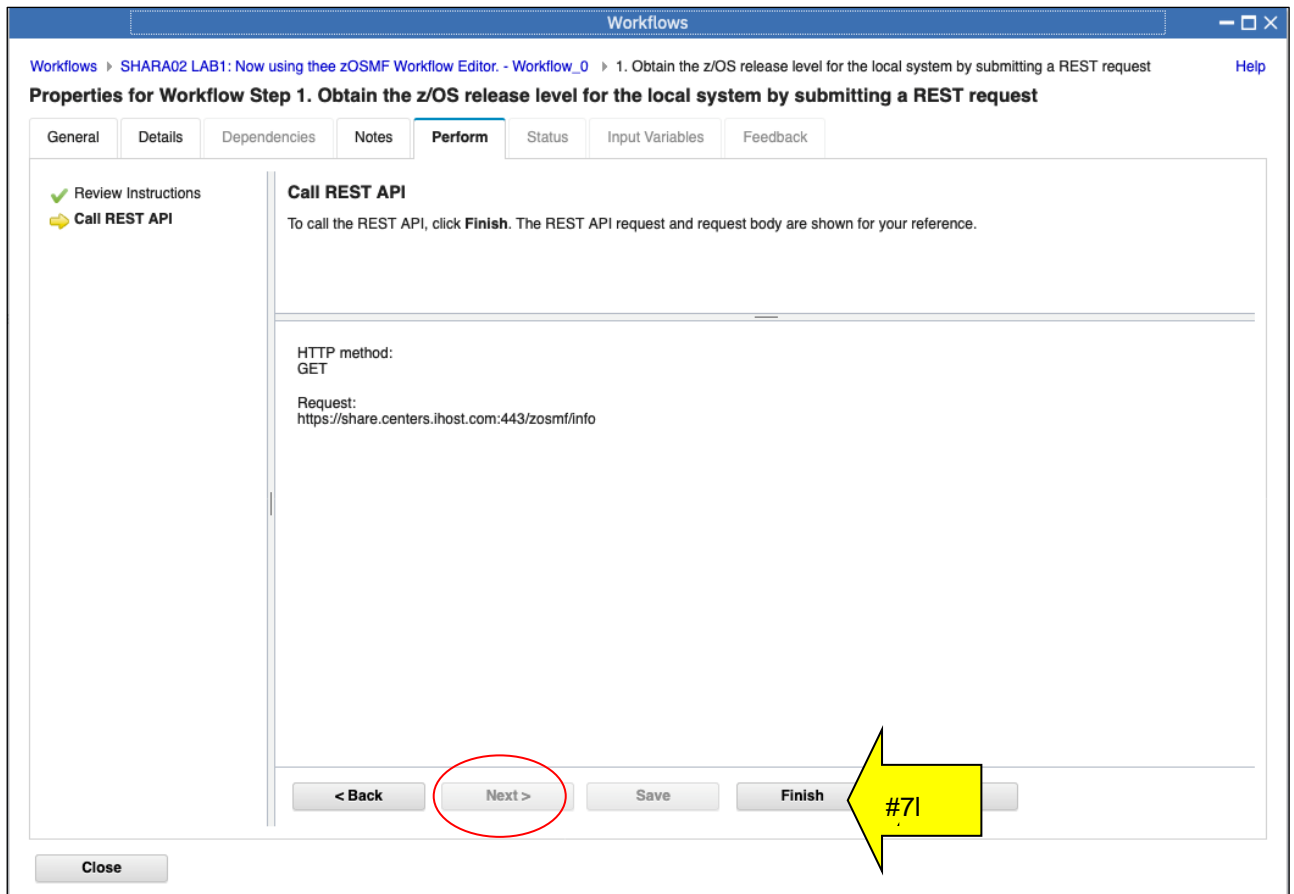 Workflows
Workflows SHARA02 LAB1: Now using thee zOSMF Workflow Editor. - Workflow_0 1. Obtain the z/OS release level for the local system by submitting a REST request Help
Properties for Workflow Step 1. Obtain the z/OS release level for the local system by submitting a REST request
General Details Dependencies Notes Perform Status Input Variables Feedback
Review Instructions
Call REST API
Call REST API
To call the REST API, click Finish. The REST API request and request body are shown for your reference.
HTTP method:
GET
Request:
https://share.centers.ihost.com:443/zosmf/info
< Back Next > Save Finish
#7l
Close